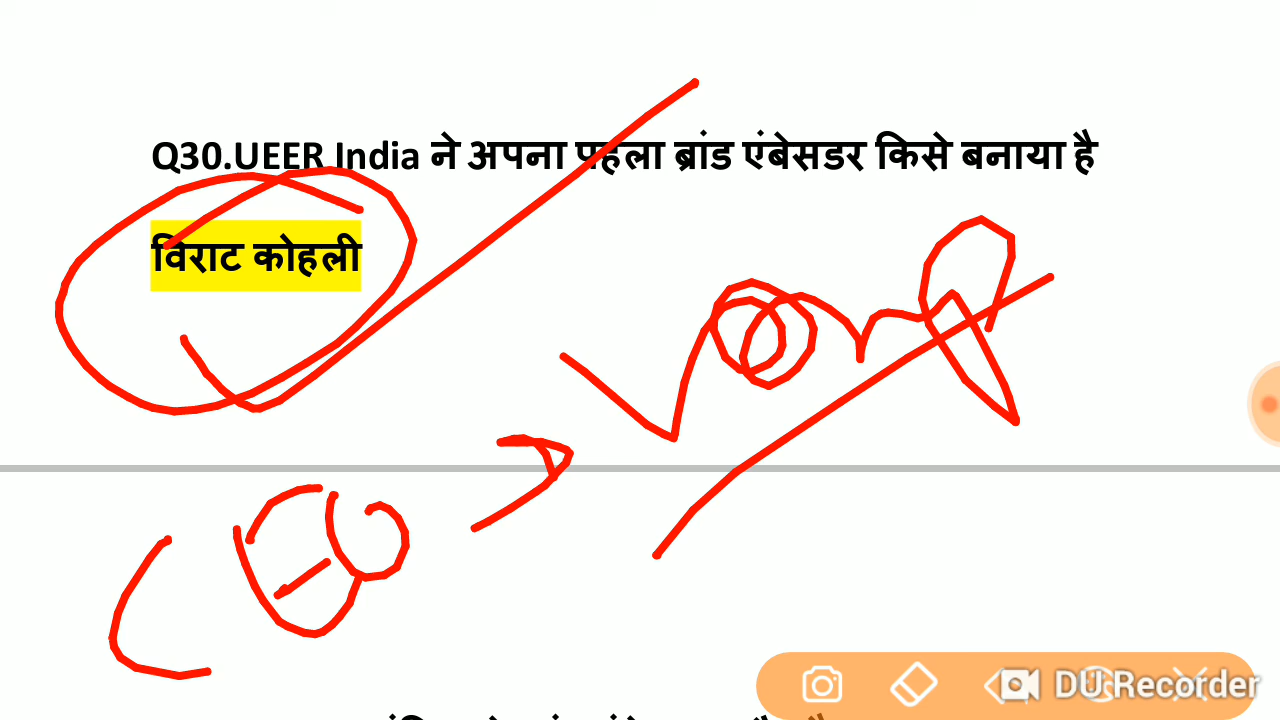 Q30.UEER India ने अपना पहला ब्रांड एंबेसडर किसे बनाया है
विराट कोहली
CEO
DU Recorder